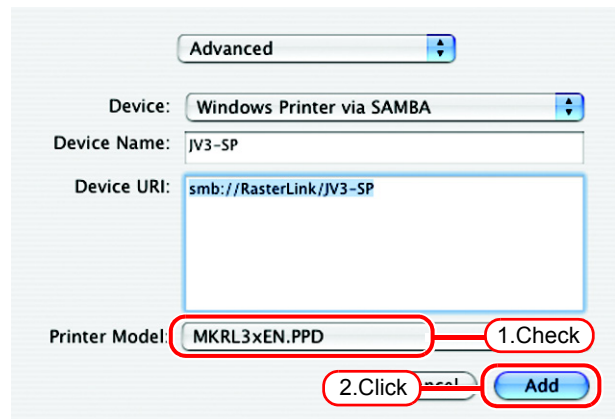 Advanced
Device: Windows Printer via SAMBA
Device Name: JV3-SP
Device URI: smb://RasterLink/JV3-SP
Printer Model: MKRL3xEN.PPD 1.Check
2.Click Add